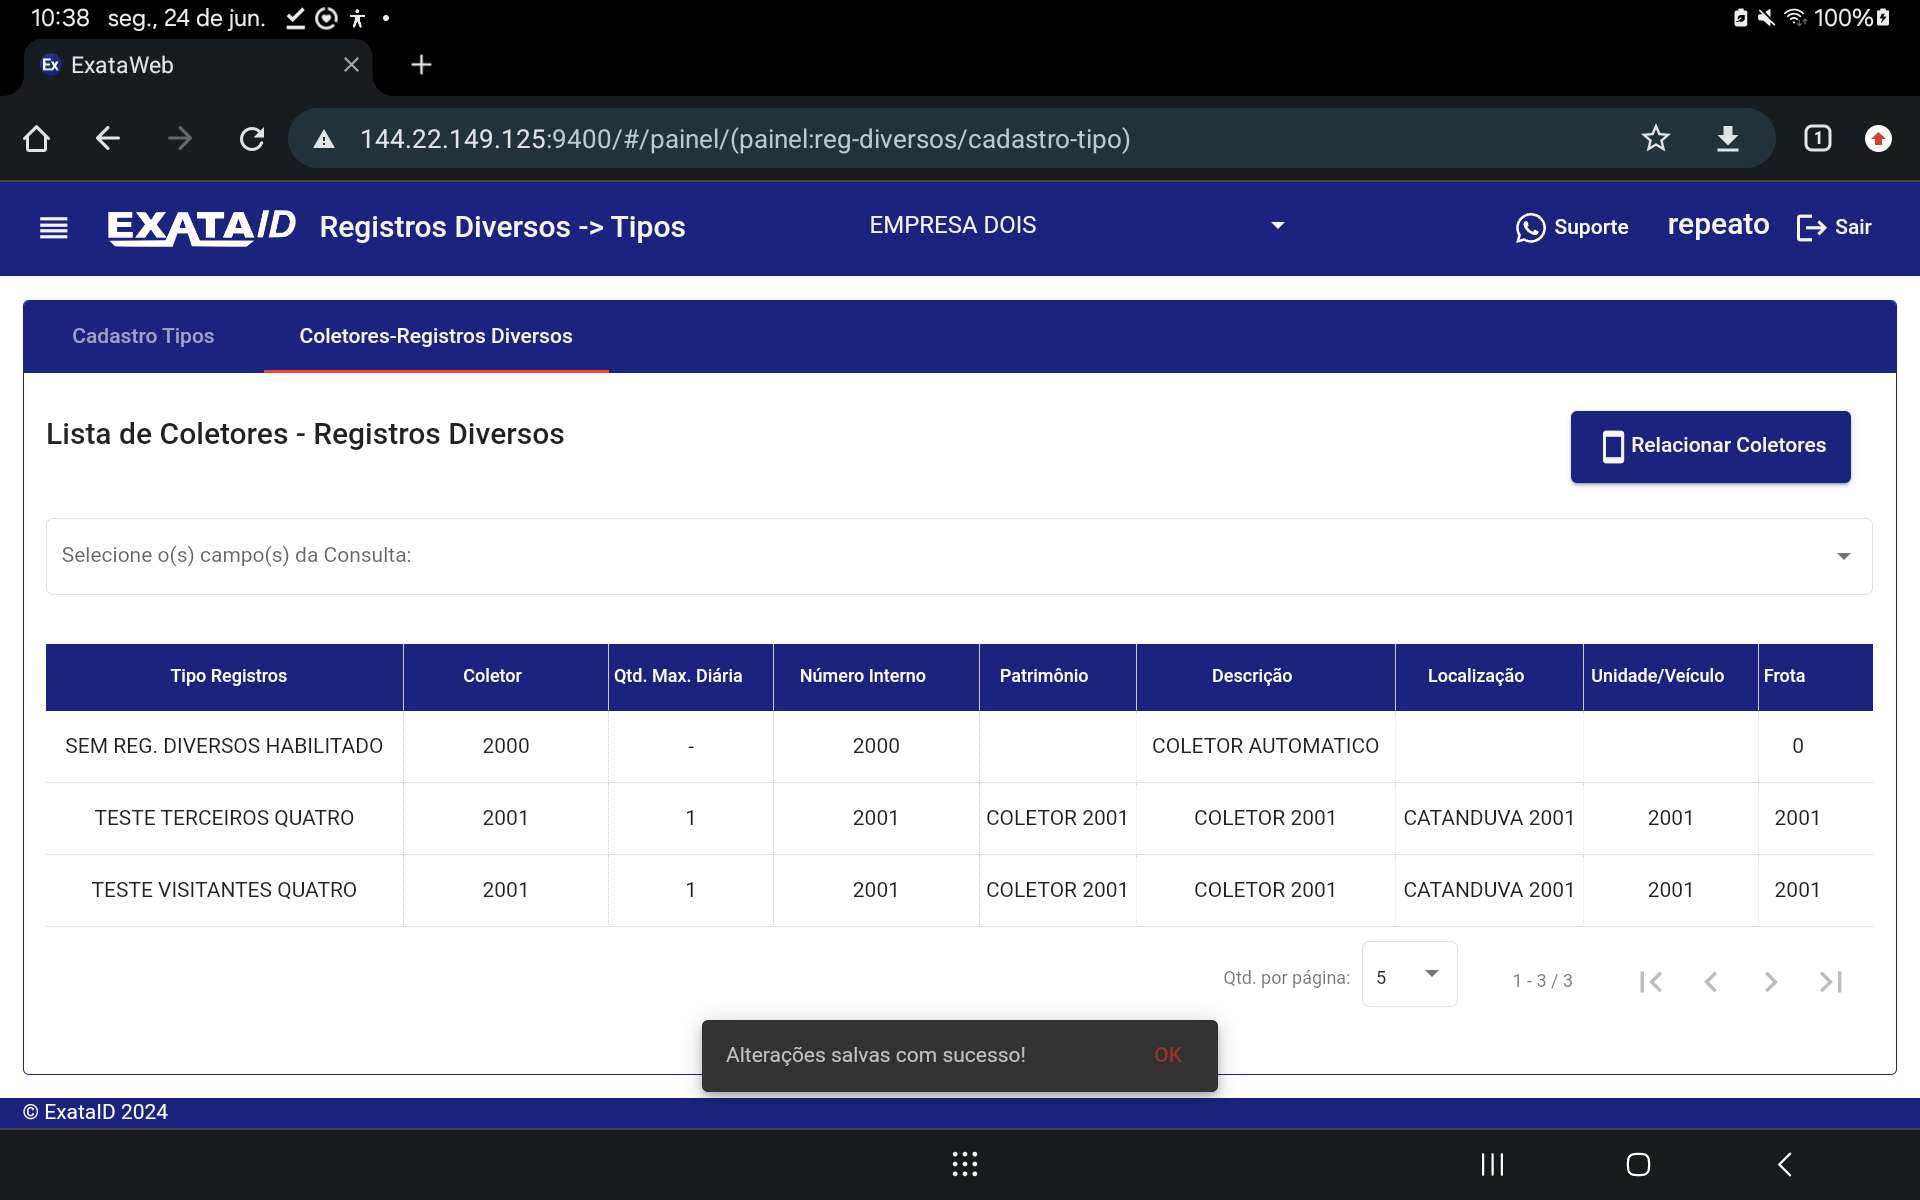 10:38 seg., 24 de jun. 100%
Ex ExataWeb
144.22.149.125:9400/#/painel/(painel:reg-diversos/cadastro-tipo) 1
EXATAID Registros Diversos -> Tipos EMPRESA DOIS Suporte repeato Sair
Cadastro Tipos Coletores-Registros Diversos
Lista de Coletores - Registros Diversos Relacionar Coletores
Selecione o(s) campo(s) da Consulta:
Tipo Registros Coletor Qtd. Max. Diária Número Interno Patrimônio Descrição Localização Unidade/Veículo Frota
SEM REG. DIVERSOS HABILITADO 2000 - 2000 COLETOR AUTOMATICO 0
TESTE TERCEIROS QUATRO 2001 1 2001 COLETOR 2001 COLETOR 2001 CATANDUVA 2001 2001 2001
TESTE VISITANTES QUATRO 2001 1 2001 COLETOR 2001 COLETOR 2001 CATANDUVA 2001 2001 2001
Qtd. por página: 5 1 - 3 / 3
Alterações salvas com sucesso! OK
© ExataID 2024